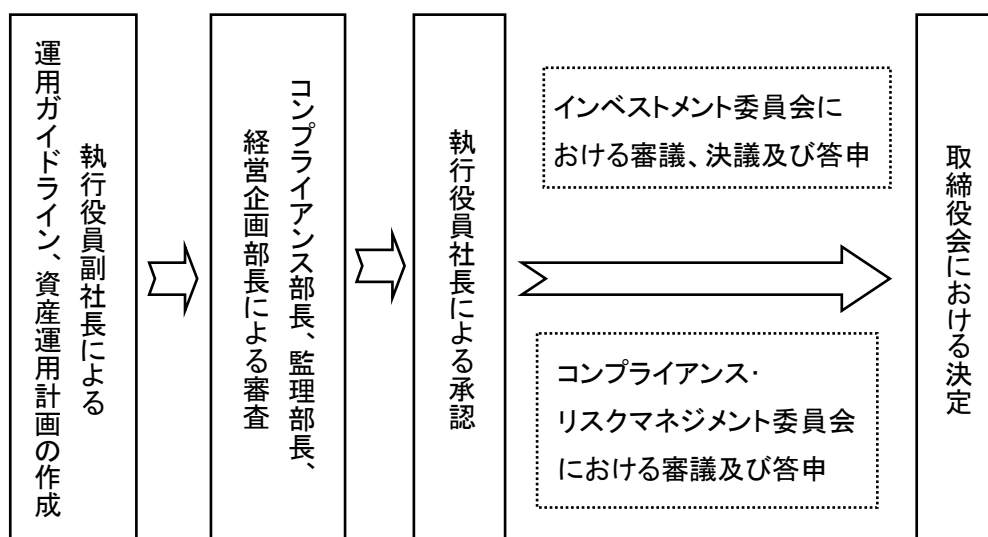 執行役員副社長による
運用ガイドライン、資産運用計画の作成
コンプライアンス部長、監理部長、
経営企画部長による審査
執行役員社長による承認
インベストメント委員会に
おける審議、決議及び答申
コンプライアンス・
リスクマネジメント委員会
における審議及び答申
取締役会における決定